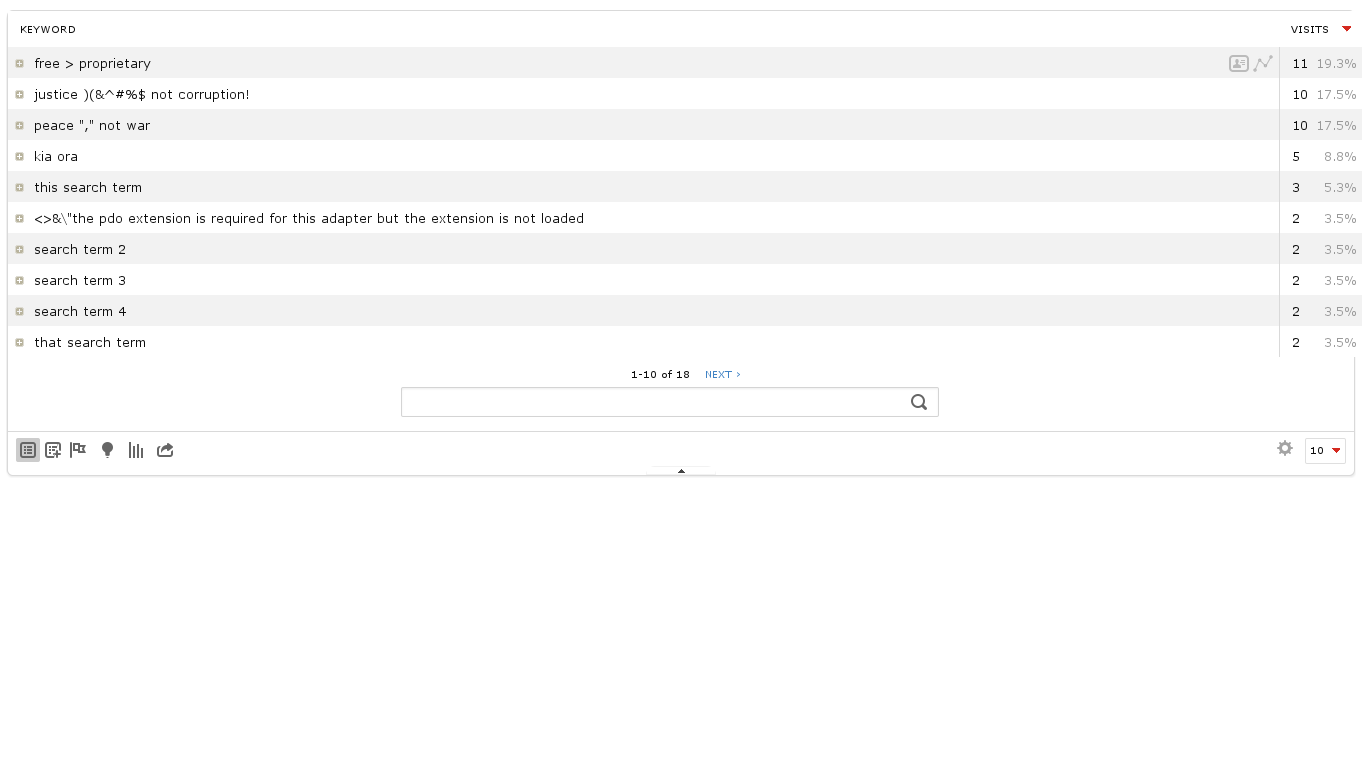 KEYWORD VISITS
free > proprietary 11 19.3%
justice )(&^#%$ not corruption! 10 17.5%
peace "," not war 10 17.5%
kia ora 5 8.8%
this search term 3 5.3%
<>&\"the pdo extension is required for this adapter but the extension is not loaded 2 3.5%
search term 2 2 3.5%
search term 3 2 3.5%
search term 4 2 3.5%
that search term 2 3.5%
1-10 of 18 NEXT ›
10